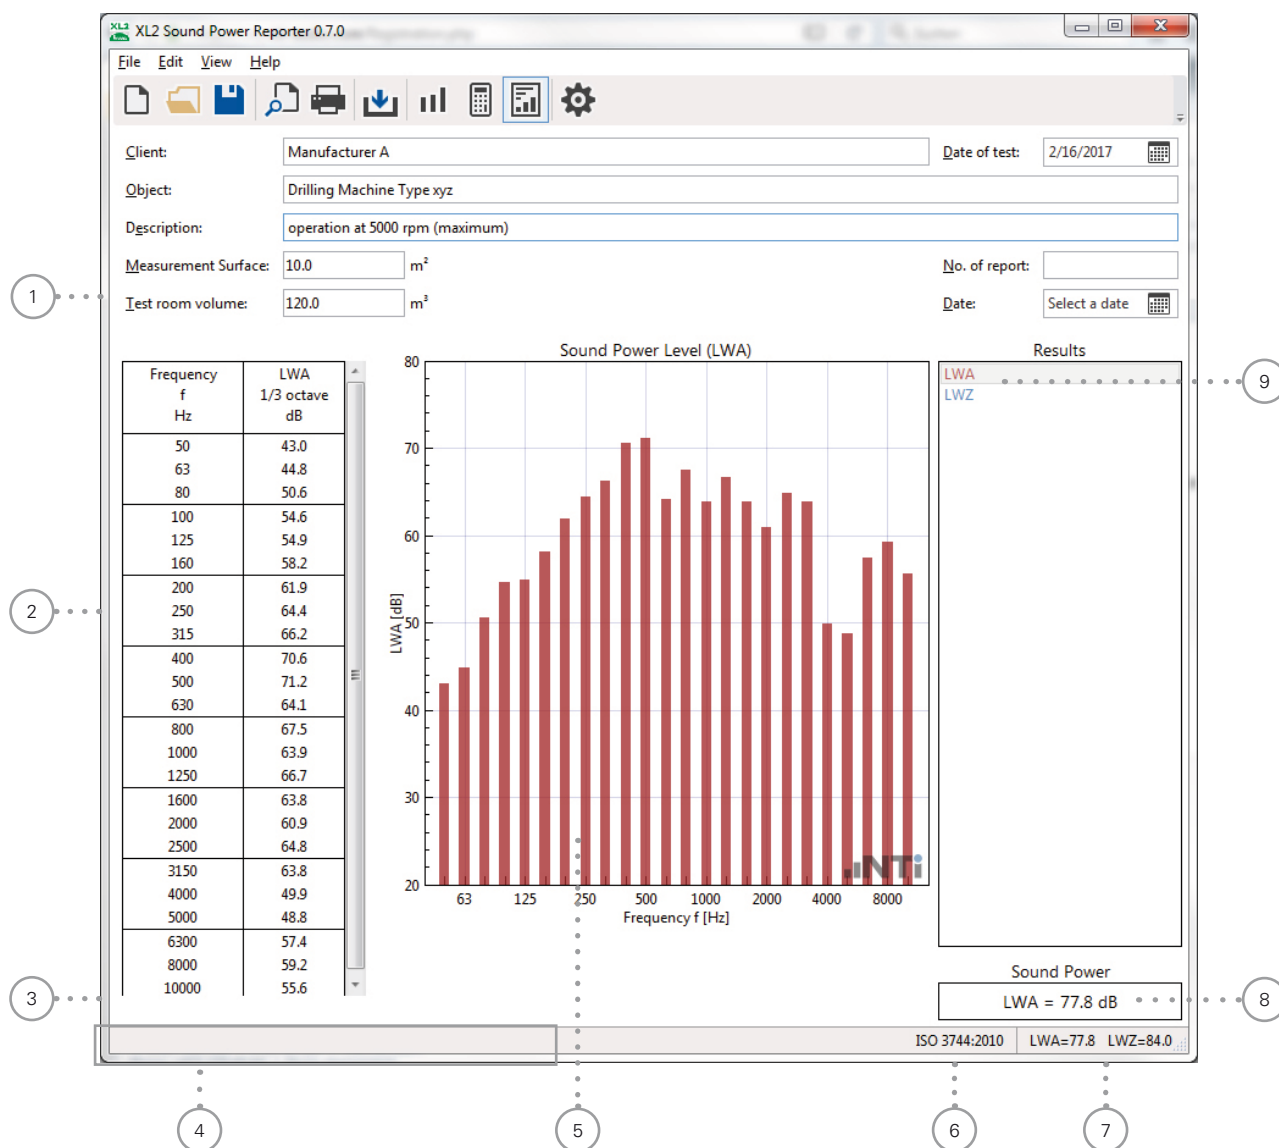 XL2 Sound Power Reporter 0.7.0
File Edit View Help
Client: Manufacturer A Date of test: 2/16/2017
Object: Drilling Machine Type xyz
Description: operation at 5000 rpm (maximum)
Measurement Surface: 10.0 m² No. of report:
1
Test room volume: 120.0 m³ Date: Select a date
Frequency LWA
f 1/3 octave
Hz dB
50 43.0
63 44.8
80 50.6
100 54.6
125 54.9
160 58.2
200 61.9
250 64.4
315 66.2
400 70.6
500 71.2
630 64.1
800 67.5
1000 63.9
1250 66.7
1600 63.8
2000 60.9
2500 64.8
3150 63.8
4000 49.9
5000 48.8
6300 57.4
8000 59.2
10000 55.6
2
3
Sound Power Level (LWA)
80
70
60
50
40
30
20
LWA [dB]
63 125 250 500 1000 2000 4000 8000
Frequency f [Hz]
NTi
Results
LWA
LWZ
9
Sound Power
LWA = 77.8 dB
8
ISO 3744:2010 LWA=77.8 LWZ=84.0
4 5 6 7